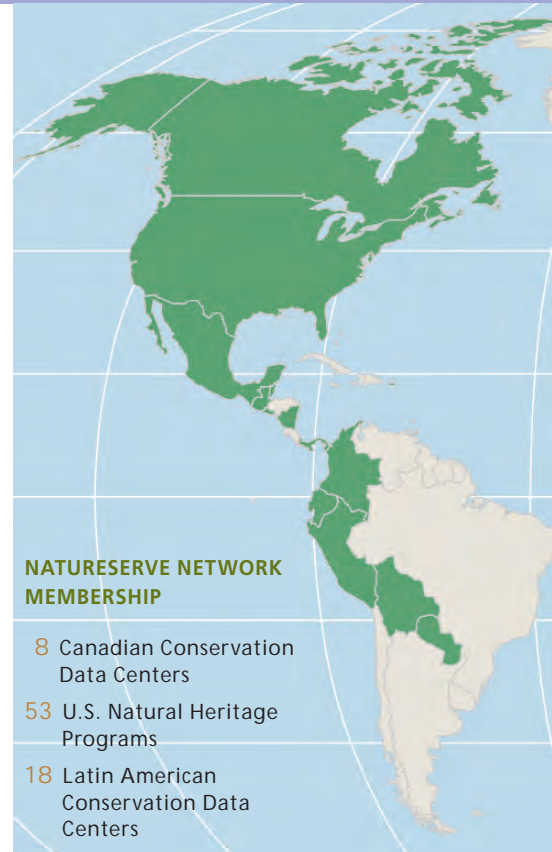 NATURESERVE NETWORK
MEMBERSHIP
8 Canadian Conservation
Data Centers
53 U.S. Natural Heritage
Programs
18 Latin American
Conservation Data
Centers